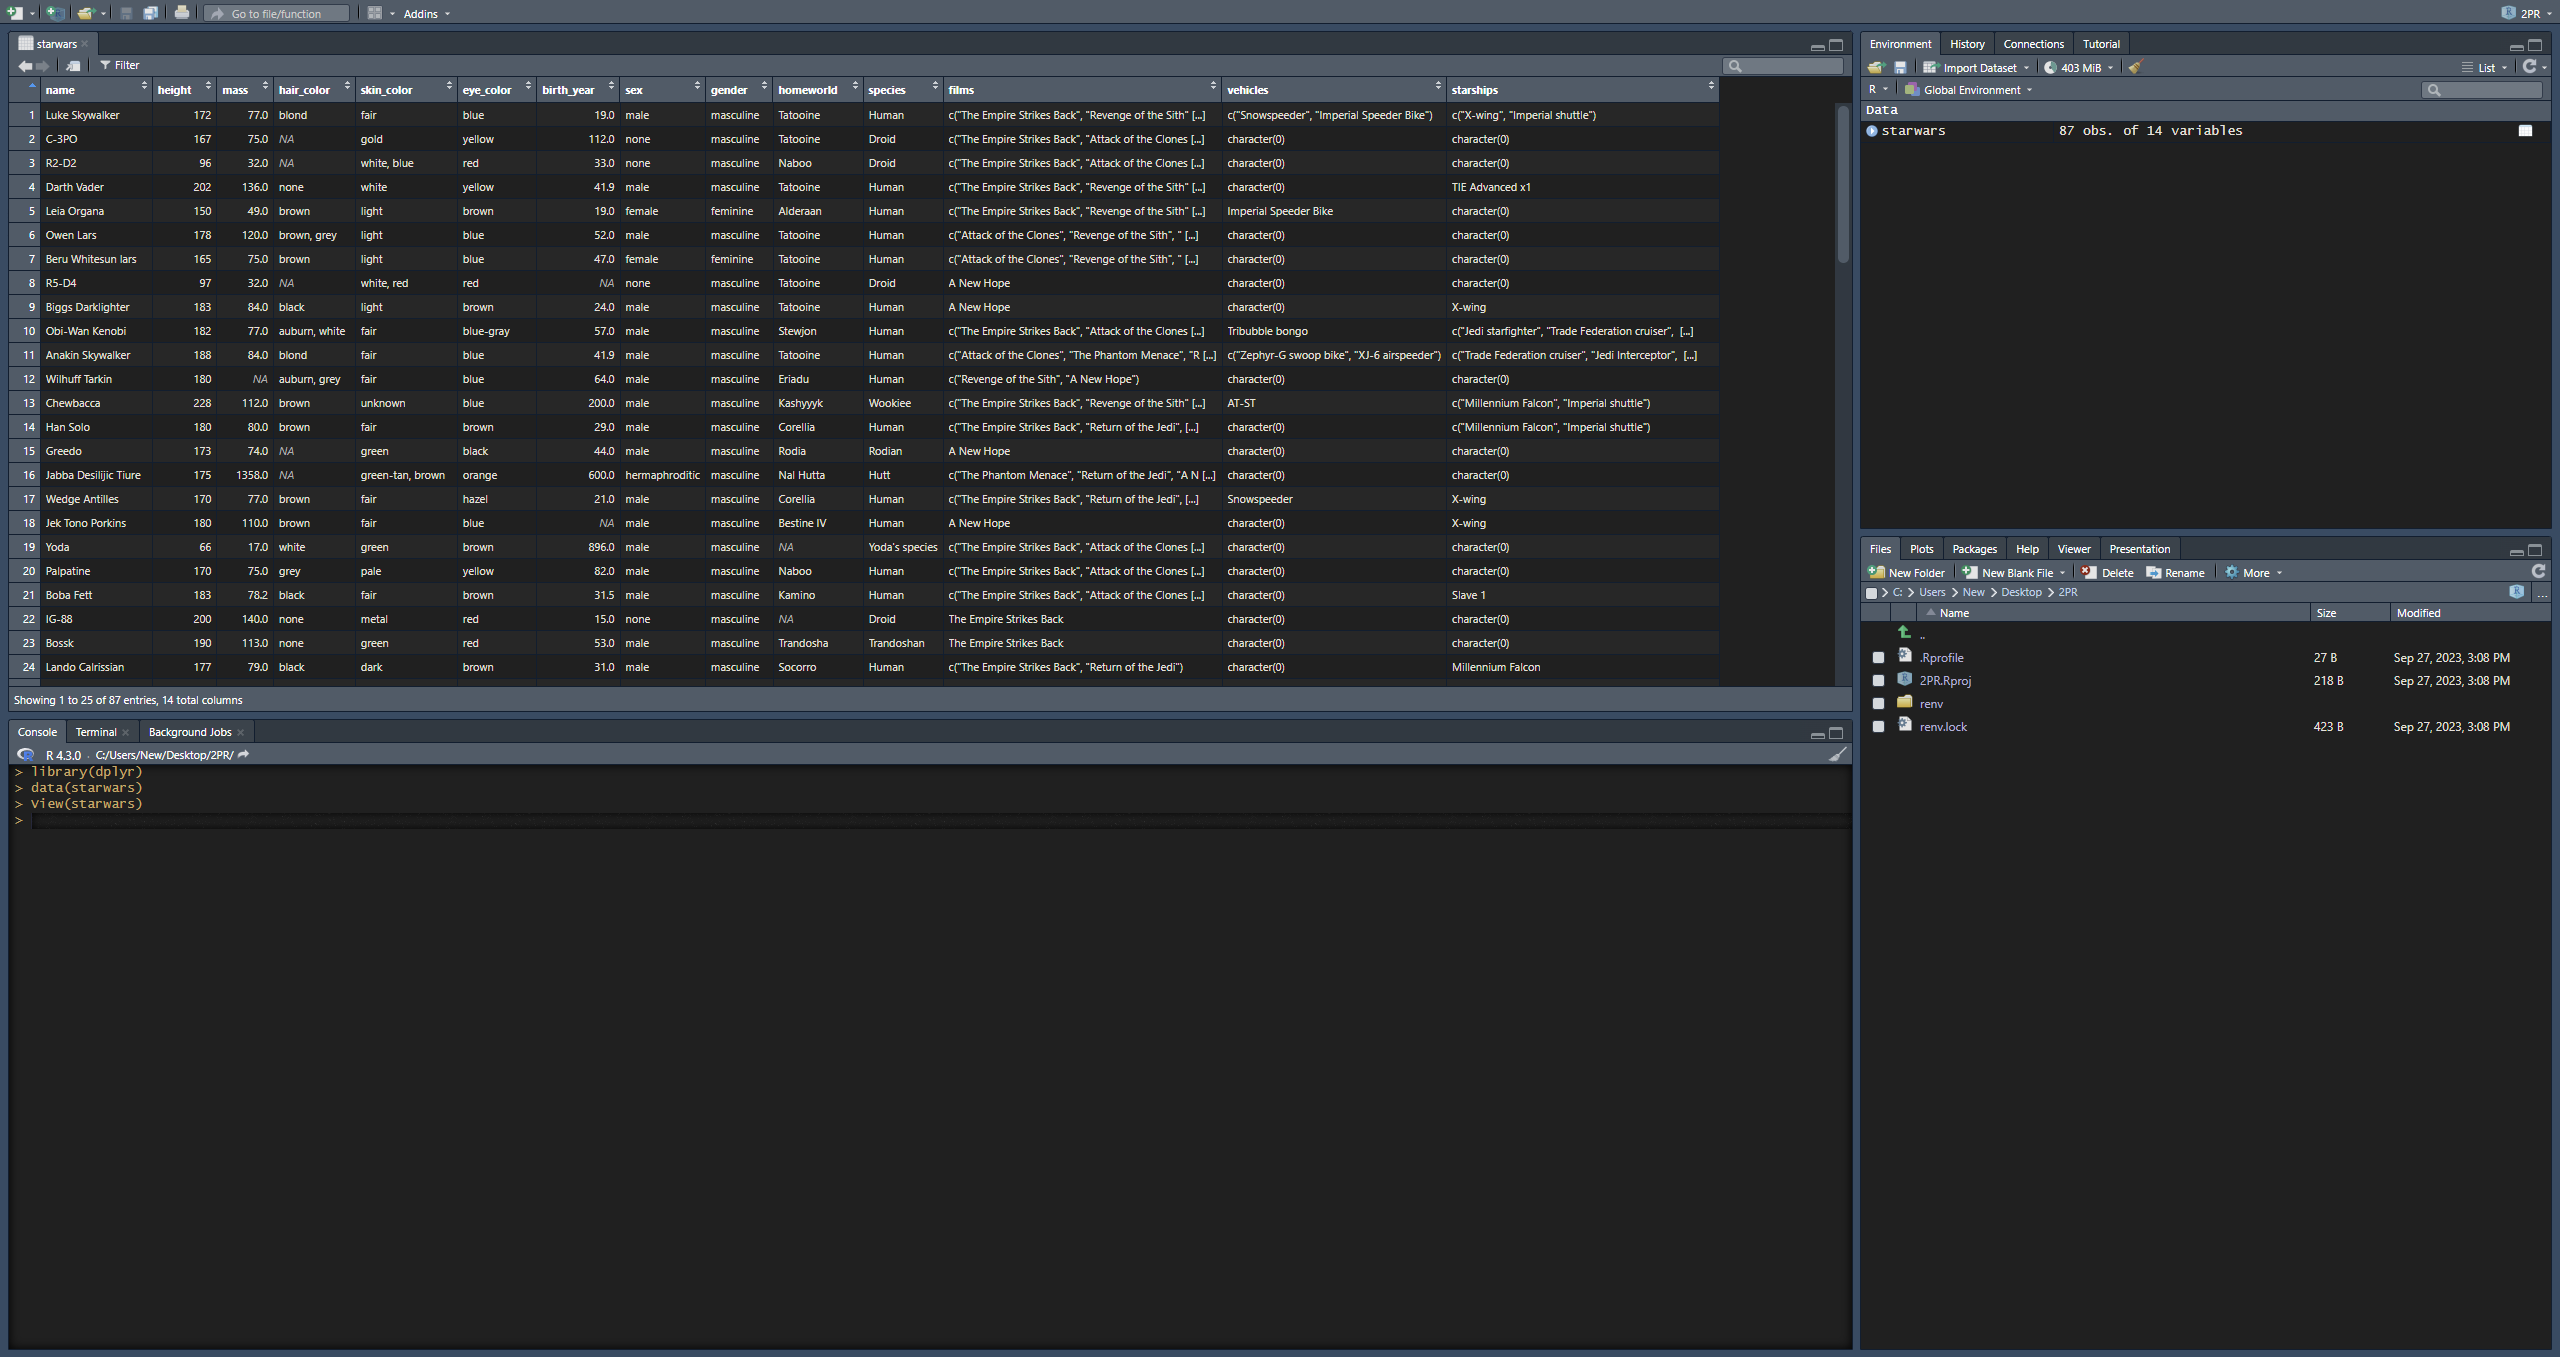 Go to file/function Addins 2PR
starwars
Filter
name height mass hair_color skin_color eye_color birth_year sex gender homeworld species films vehicles starships
1 Luke Skywalker 172 77.0 blond fair blue 19.0 male masculine Tatooine Human c("The Empire Strikes Back", "Revenge of the Sith" [...] c("Snowspeeder", "Imperial Speeder Bike") c("X-wing", "Imperial shuttle")
2 C-3PO 167 75.0 NA gold yellow 112.0 none masculine Tatooine Droid c("The Empire Strikes Back", "Attack of the Clones [...] character(0) character(0)
3 R2-D2 96 32.0 NA white, blue red 33.0 none masculine Naboo Droid c("The Empire Strikes Back", "Attack of the Clones [...] character(0) character(0)
4 Darth Vader 202 136.0 none white yellow 41.9 male masculine Tatooine Human c("The Empire Strikes Back", "Revenge of the Sith" [...] character(0) TIE Advanced x1
5 Leia Organa 150 49.0 brown light brown 19.0 female feminine Alderaan Human c("The Empire Strikes Back", "Revenge of the Sith" [...] Imperial Speeder Bike character(0)
6 Owen Lars 178 120.0 brown, grey light blue 52.0 male masculine Tatooine Human c("Attack of the Clones", "Revenge of the Sith", " [...] character(0) character(0)
7 Beru Whitesun lars 165 75.0 brown light blue 47.0 female feminine Tatooine Human c("Attack of the Clones", "Revenge of the Sith", " [...] character(0) character(0)
8 R5-D4 97 32.0 NA white, red red NA none masculine Tatooine Droid A New Hope character(0) character(0)
9 Biggs Darklighter 183 84.0 black light brown 24.0 male masculine Tatooine Human A New Hope character(0) X-wing
10 Obi-Wan Kenobi 182 77.0 auburn, white fair blue-gray 57.0 male masculine Stewjon Human c("The Empire Strikes Back", "Attack of the Clones [...] Tribubble bongo c("Jedi starfighter", "Trade Federation cruiser", [...]
11 Anakin Skywalker 188 84.0 blond fair blue 41.9 male masculine Tatooine Human c("Attack of the Clones", "The Phantom Menace", "R [...] c("Zephyr-G swoop bike", "XJ-6 airspeeder") c("Trade Federation cruiser", "Jedi Interceptor", [...]
12 Wilhuff Tarkin 180 NA auburn, grey fair blue 64.0 male masculine Eriadu Human c("Revenge of the Sith", "A New Hope") character(0) character(0)
13 Chewbacca 228 112.0 brown unknown blue 200.0 male masculine Kashyyyk Wookiee c("The Empire Strikes Back", "Revenge of the Sith" [...] AT-ST c("Millennium Falcon", "Imperial shuttle")
14 Han Solo 180 80.0 brown fair brown 29.0 male masculine Corellia Human c("The Empire Strikes Back", "Return of the Jedi", [...] character(0) c("Millennium Falcon", "Imperial shuttle")
15 Greedo 173 74.0 NA green black 44.0 male masculine Rodia Rodian A New Hope character(0) character(0)
16 Jabba Desilijic Tiure 175 1358.0 NA green-tan, brown orange 600.0 hermaphroditic masculine Nal Hutta Hutt c("The Phantom Menace", "Return of the Jedi", "A N [...] character(0) character(0)
17 Wedge Antilles 170 77.0 brown fair hazel 21.0 male masculine Corellia Human c("The Empire Strikes Back", "Return of the Jedi", [...] Snowspeeder X-wing
18 Jek Tono Porkins 180 110.0 brown fair blue NA male masculine Bestine IV Human A New Hope character(0) X-wing
19 Yoda 66 17.0 white green brown 896.0 male masculine NA Yoda's species c("The Empire Strikes Back", "Attack of the Clones [...] character(0) character(0)
20 Palpatine 170 75.0 grey pale yellow 82.0 male masculine Naboo Human c("The Empire Strikes Back", "Attack of the Clones [...] character(0) character(0)
21 Boba Fett 183 78.2 black fair brown 31.5 male masculine Kamino Human c("The Empire Strikes Back", "Attack of the Clones [...] character(0) Slave 1
22 IG-88 200 140.0 none metal red 15.0 none masculine NA Droid The Empire Strikes Back character(0) character(0)
23 Bossk 190 113.0 none green red 53.0 male masculine Trandosha Trandoshan The Empire Strikes Back character(0) character(0)
24 Lando Calrissian 177 79.0 black dark brown 31.0 male masculine Socorro Human c("The Empire Strikes Back", "Return of the Jedi") character(0) Millennium Falcon
Showing 1 to 25 of 87 entries, 14 total columns
Console Terminal Background Jobs
R 4.3.0 · C:/Users/New/Desktop/2PR/
> library(dplyr)
> data(starwars)
> View(starwars)
>
Environment History Connections Tutorial
Import Dataset 403 MiB List
R Global Environment
Data
starwars 87 obs. of 14 variables
Files Plots Packages Help Viewer Presentation
New Folder New Blank File Delete Rename More
C: > Users > New > Desktop > 2PR ...
Name Size Modified
..
.Rprofile 27 B Sep 27, 2023, 3:08 PM
2PR.Rproj 218 B Sep 27, 2023, 3:08 PM
renv
renv.lock 423 B Sep 27, 2023, 3:08 PM